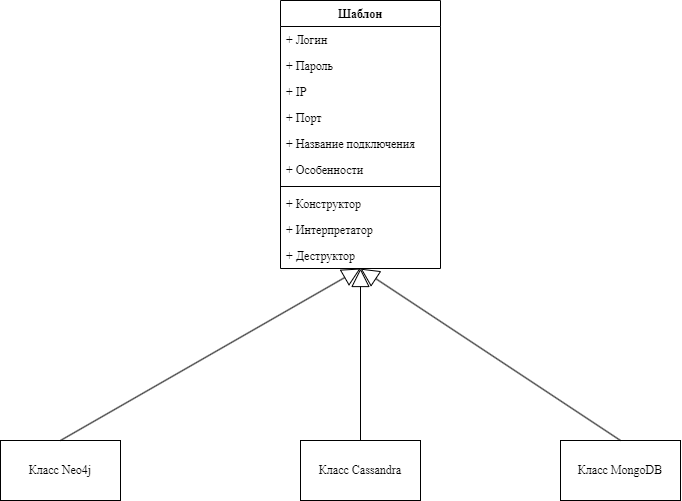 Шаблон
+ Логин
+ Пароль
+ IP
+ Порт
+ Название подключения
+ Особенности
+ Конструктор
+ Интерпретатор
+ Деструктор
Класс Neo4j
Класс Cassandra
Класс MongoDB